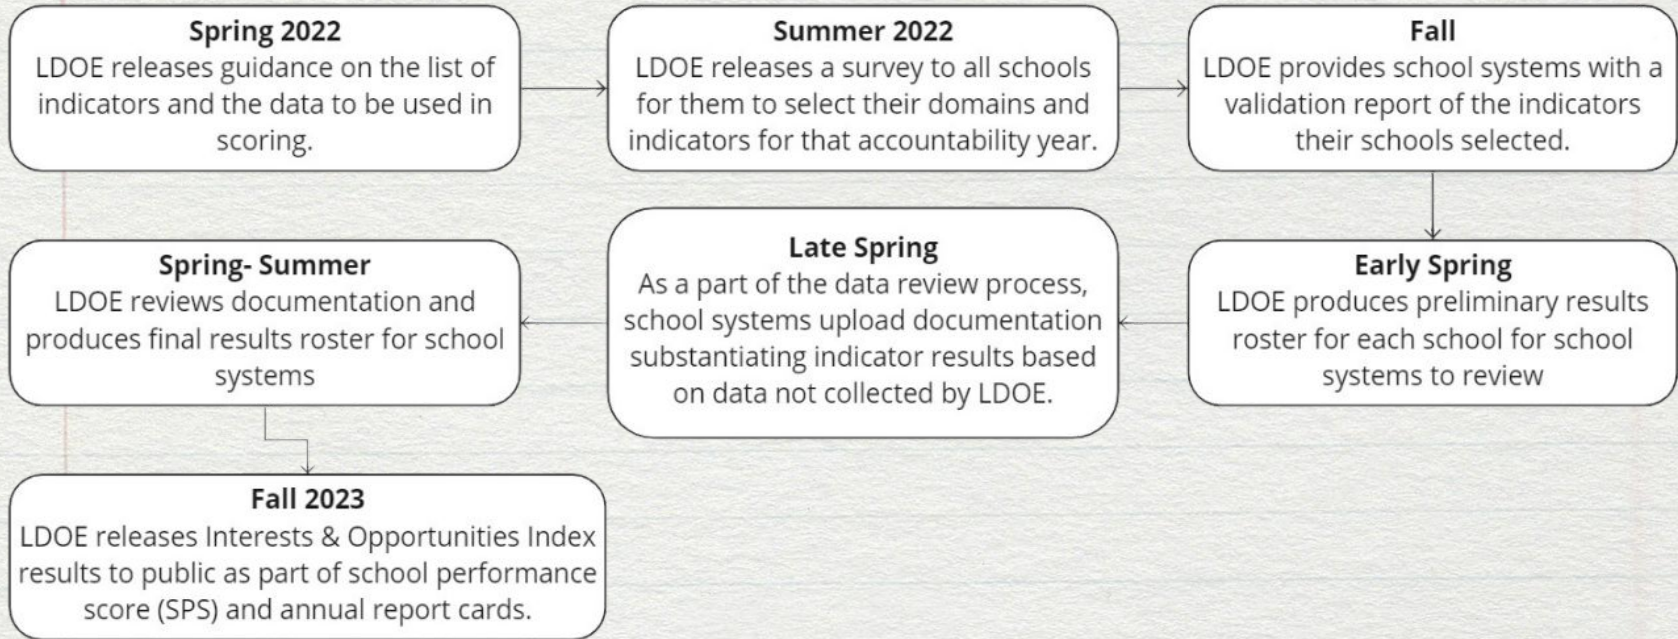 Spring 2022
LDOE releases guidance on the list of
indicators and the data to be used in
scoring.
Summer 2022
LDOE releases a survey to all schools
for them to select their domains and
indicators for that accountability year.
Fall
LDOE provides school systems with a
validation report of the indicators
their schools selected.
Early Spring
LDOE produces preliminary results
roster for each school for school
systems to review
Late Spring
As a part of the data review process,
school systems upload documentation
substantiating indicator results based
on data not collected by LDOE.
Spring- Summer
LDOE reviews documentation and
produces final results roster for school
systems
Fall 2023
LDOE releases Interests & Opportunities Index
results to public as part of school performance
score (SPS) and annual report cards.